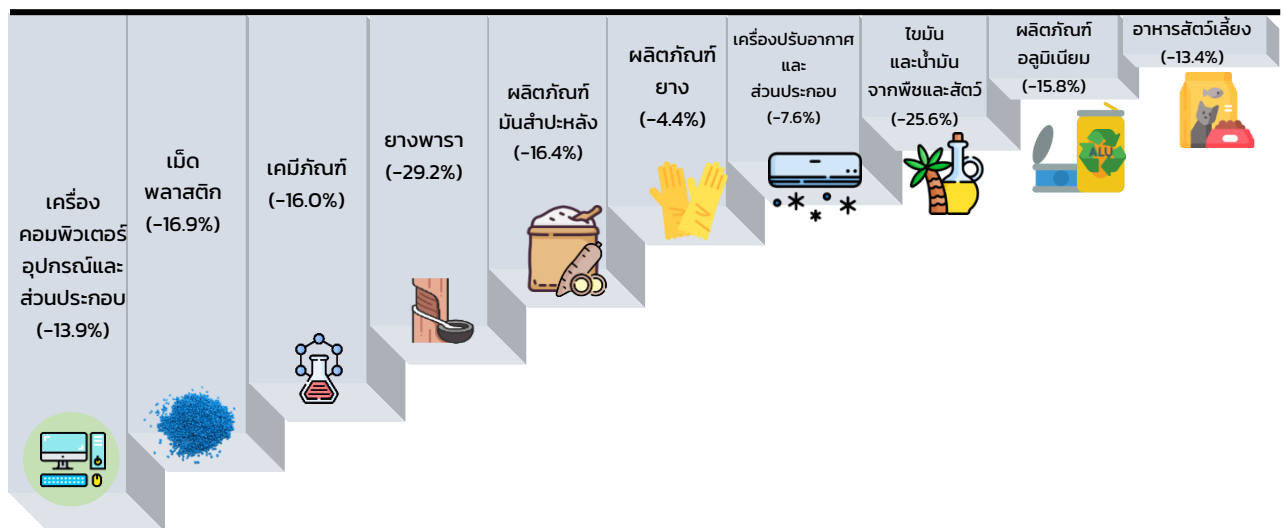 เครื่อง
คอมพิวเตอร์
อุปกรณ์และ
ส่วนประกอบ
(-13.9%)
เม็ด
พลาสติก
(-16.9%)
เคมีภัณฑ์
(-16.0%)
ยางพารา
(-29.2%)
ผลิตภัณฑ์
มันสำปะหลัง
(-16.4%)
ผลิตภัณฑ์
ยาง
(-4.4%)
เครื่องปรับอากาศ
และ
ส่วนประกอบ
(-7.6%)
ไขมัน
และน้ำมัน
จากพืชและสัตว์
(-25.6%)
ผลิตภัณฑ์
อลูมิเนียม
(-15.8%)
ALU
อาหารสัตว์เลี้ยง
(-13.4%)